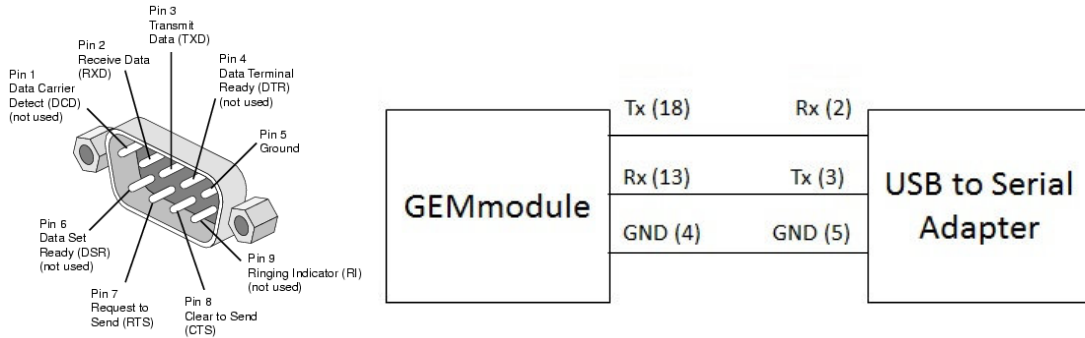 Pin 3
Transmit
Data (TXD)
Pin 2
Receive Data
(RXD)
Pin 4
Data Terminal
Ready (DTR)
(not used)
Pin 1
Data Carrier
Detect (DCD)
(not used)
Pin 5
Ground
Pin 6
Data Set
Ready (DSR)
(not used)
Pin 9
Ringing Indicator (RI)
(not used)
Pin 7
Request to
Send (RTS)
Pin 8
Clear to Send
(CTS)
GEMmodule
Tx (18)
Rx (2)
Rx (13)
Tx (3)
GND (4)
GND (5)
USB to Serial
Adapter